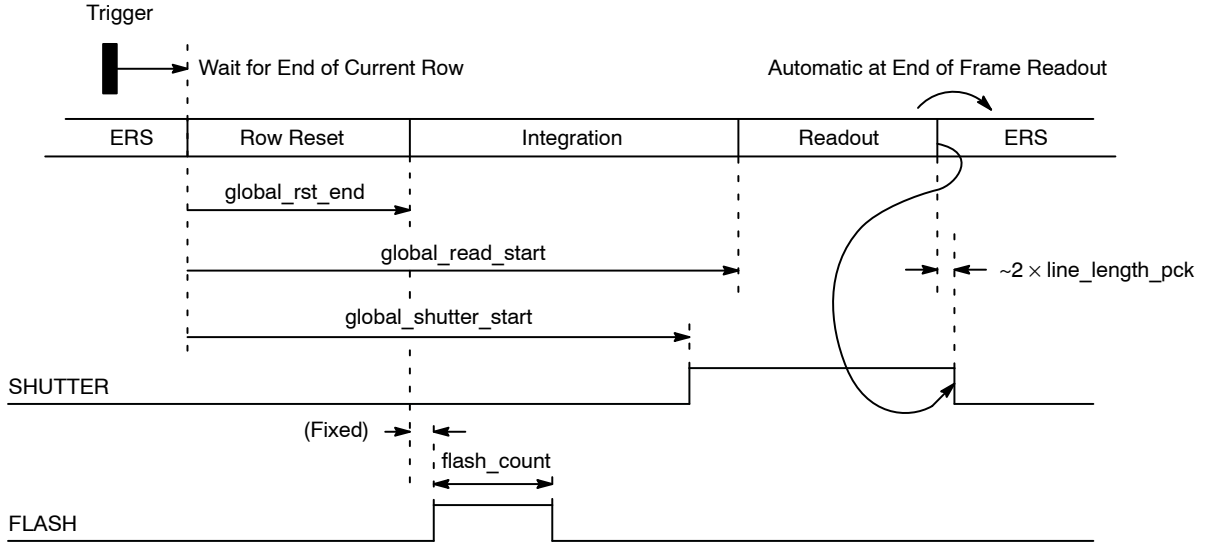 Trigger
Wait for End of Current Row
Automatic at End of Frame Readout
ERS
Row Reset
Integration
Readout
ERS
global_rst_end
global_read_start
~2 × line_length_pck
global_shutter_start
SHUTTER
(Fixed)
flash_count
FLASH